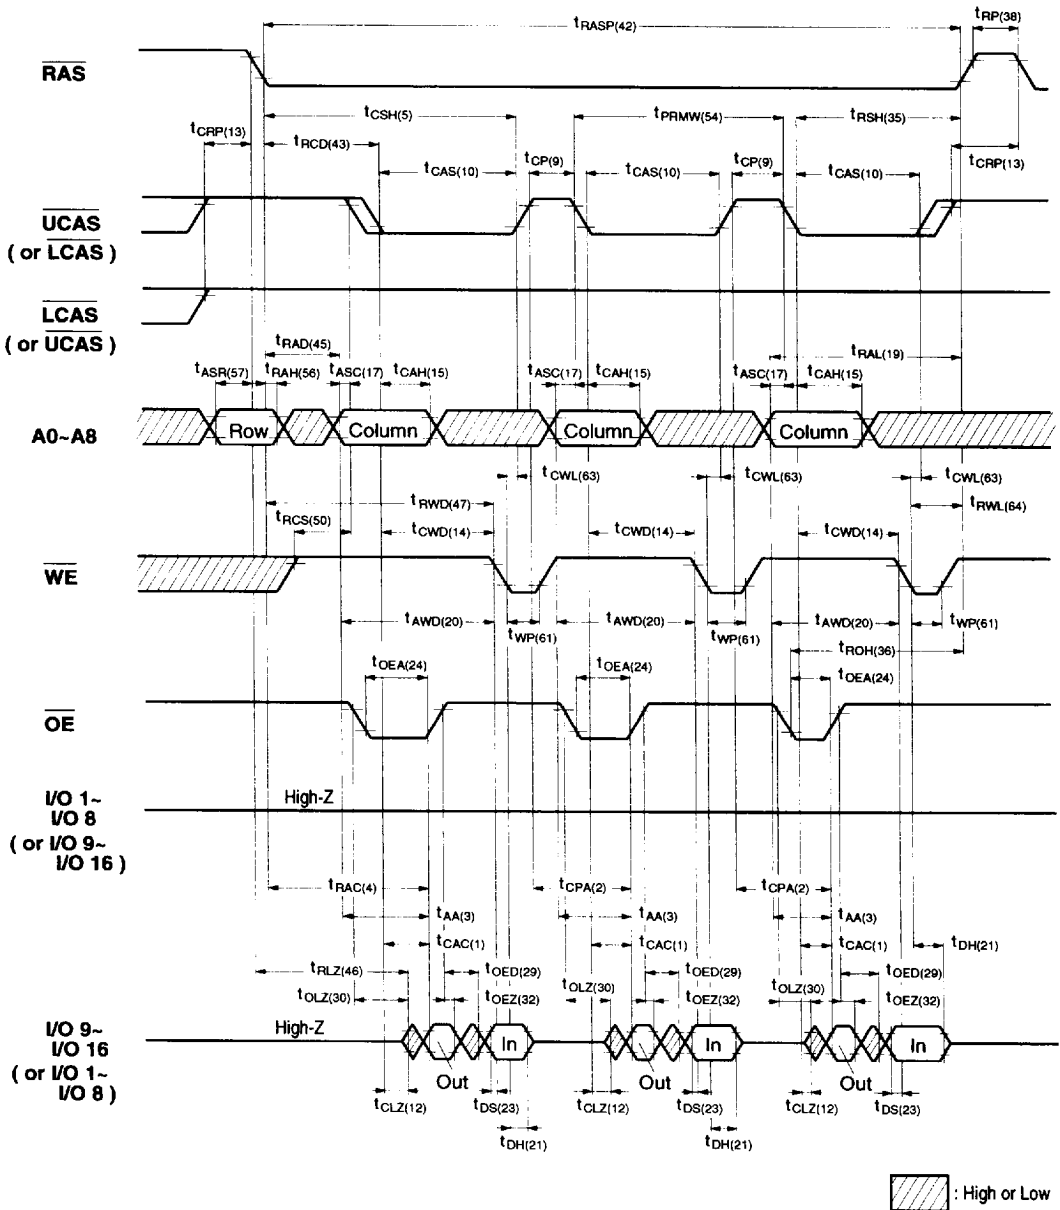 tRASP(42)
tRP(38)
RAS
tCSH(5)
tPRMW(54)
tRSH(35)
tCRP(13)
tRCD(43)
tCP(9)
tCP(9)
tCRP(13)
tCAS(10)
tCAS(10)
tCAS(10)
UCAS
( or LCAS)
LCAS
( or UCAS )
tRAD(45)
tRAL(19)
tASR(57)
tRAH(56)
tASC(17)
tCAH(15)
tASC(17)
tCAH(15)
tASC(17)
tCAH(15)
A0~A8
Row
Column
Column
Column
tCWL(63)
tCWL(63)
tCWL(63)
tRWD(47)
tRWL(64)
tRCS(50)
tCWD(14)
tCWD(14)
tCWD(14)
WE
tAWD(20)
tWP(61)
tAWD(20)
tWP(61)
tAWD(20)
tWP(61)
tROH(36)
tOEA(24)
tOEA(24)
tOEA(24)
OE
I/O 1~
I/O 8
( or I/O 9~
I/O 16 )
High-Z
tRAC(4)
tCPA(2)
tCPA(2)
tAA(3)
tAA(3)
tAA(3)
tCAC(1)
tCAC(1)
tCAC(1)
tDH(21)
tRLZ(46)
tOED(29)
tOED(29)
tOED(29)
tOLZ(30)
tOEZ(32)
tOLZ(30)
tOEZ(32)
tOLZ(30)
tOEZ(32)
I/O 9~
I/O 16
( or I/O 1~
I/O 8 )
High-Z
In
In
In
Out
Out
Out
tCLZ(12)
tDS(23)
tCLZ(12)
tDS(23)
tCLZ(12)
tDS(23)
tDH(21)
tDH(21)
: High or Low